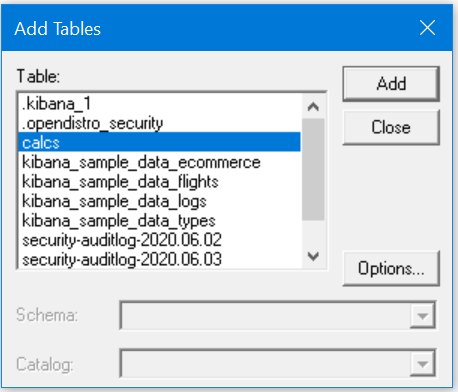 Add Tables
Table:
.kibana_1
.opendistro_security
calcs
kibana_sample_data_ecommerce
kibana_sample_data_flights
kibana_sample_data_logs
kibana_sample_data_types
security-auditlog-2020.06.02
security-auditlog-2020.06.03
Add
Close
Options...
Schema:
Catalog: